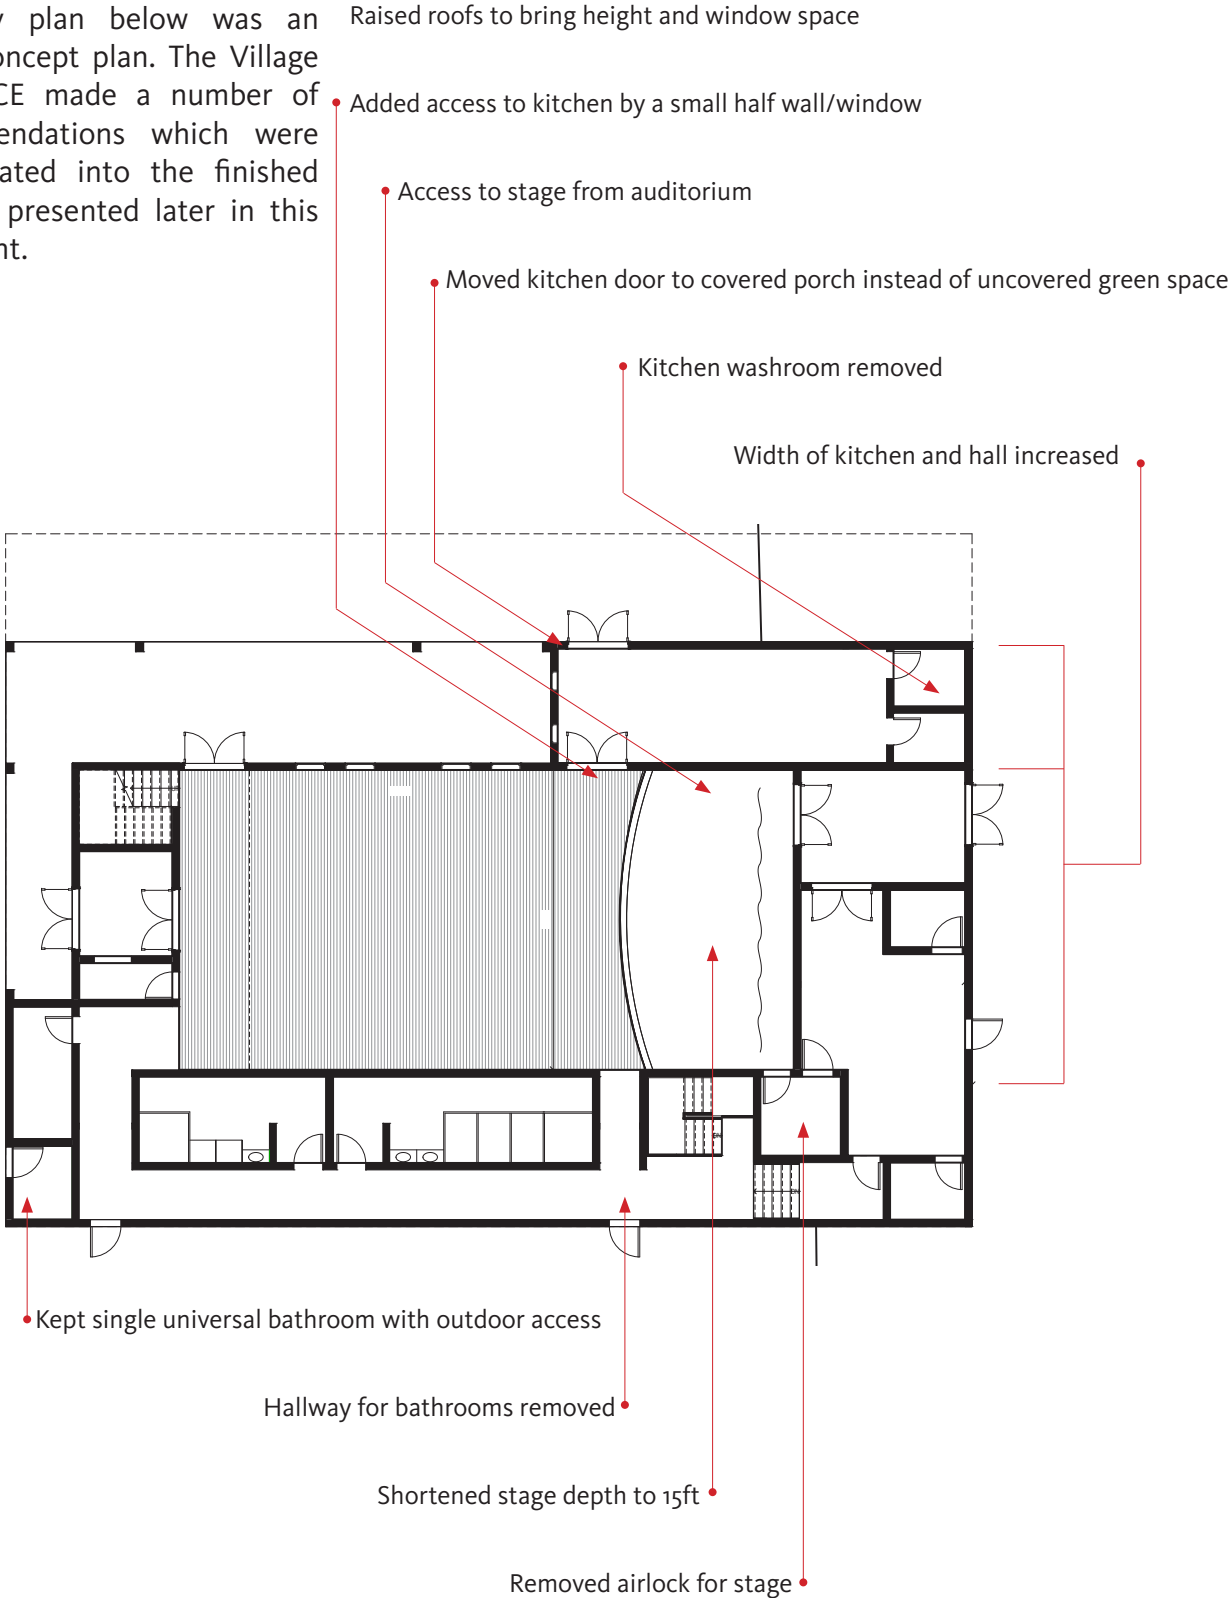 y plan below was an
oncept plan. The Village
CE made a number of
endations which were
ated into the finished
presented later in this
nt.
Raised roofs to bring height and window space
Added access to kitchen by a small half wall/window
Access to stage from auditorium
Moved kitchen door to covered porch instead of uncovered green space
Kitchen washroom removed
Width of kitchen and hall increased
Kept single universal bathroom with outdoor access
Hallway for bathrooms removed
Shortened stage depth to 15ft
Removed airlock for stage